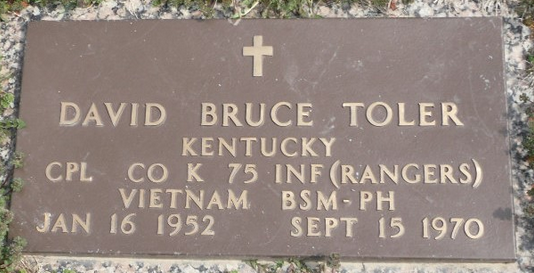 DAVID BRUCE TOLER
KENTUCKY
CPL CO K 75 INF (RANGERS)
VIETNAM BSM-PH
JAN 16 1952 SEPT 15 1970